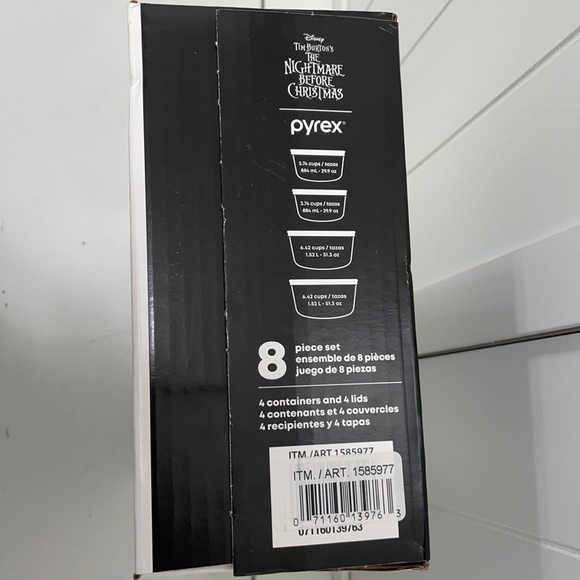 Disney
TIM BURTON'S
THE
NIGHTMARE
BEFORE
CHRISTMAS
pyrex®
3.74 cups / tazas
884 mL • 29.9 oz
3.74 cups / tazas
884 mL • 29.9 oz
6.42 cups / tazas
1.52 L • 51.3 oz
6.42 cups / tazas
1.52 L • 51.3 oz
8 piece set
ensemble de 8 pièces
juego de 8 piezas
4 containers and 4 lids
4 contenants et 4 couvercles
4 recipientes y 4 tapas
ITM./ART.1585977
ITM. / ART. 1585977
0 71160 13976 3
071160139763